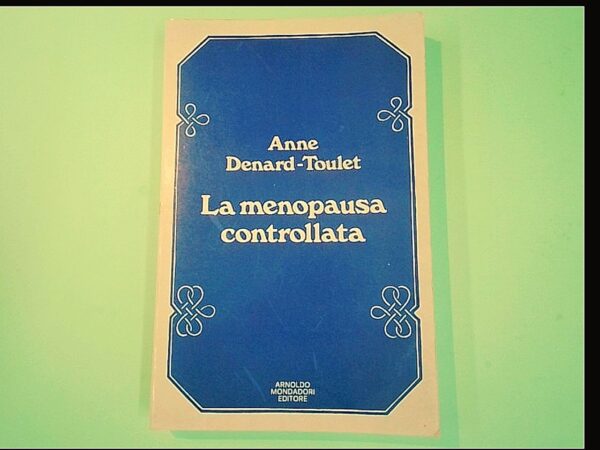 Anne
Denard-Toulet
La menopausa
controllata
ARNOLDO
MONDADORI
EDITORE